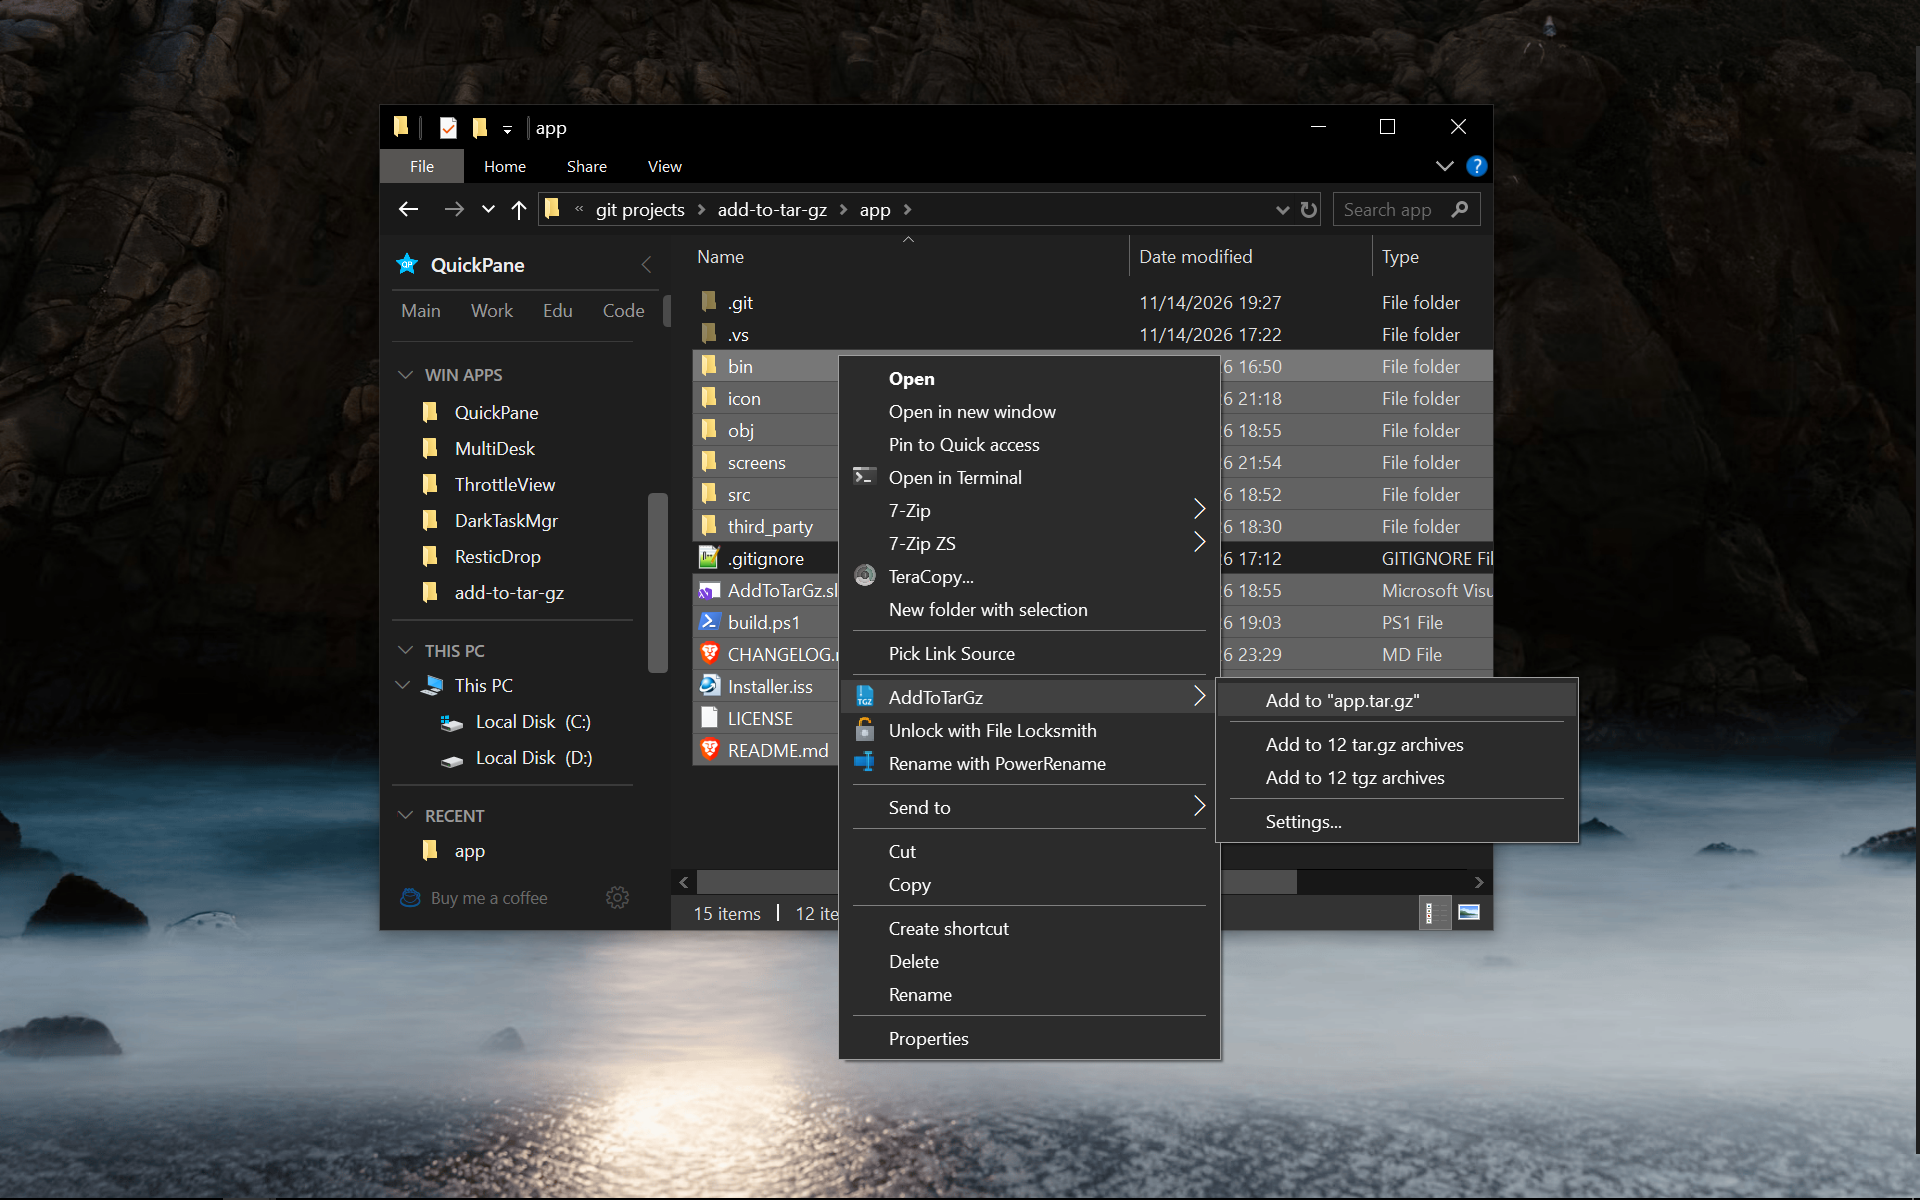 app
File Home Share View
« git projects add-to-tar-gz app
Search app
QuickPane
Main Work Edu Code
WIN APPS
QuickPane
MultiDesk
ThrottleView
DarkTaskMgr
ResticDrop
add-to-tar-gz
THIS PC
This PC
Local Disk (C:)
Local Disk (D:)
RECENT
app
Buy me a coffee
Name Date modified Type
.git 11/14/2026 19:27 File folder
.vs 11/14/2026 17:22 File folder
bin 6 16:50 File folder
icon 6 21:18 File folder
obj 6 18:55 File folder
screens 6 21:54 File folder
src 6 18:52 File folder
third_party 6 18:30 File folder
.gitignore 6 17:12 GITIGNORE Fil
AddToTarGz.sl 6 18:55 Microsoft Visu
build.ps1 6 19:03 PS1 File
CHANGELOG. 6 23:29 MD File
Installer.iss
LICENSE
README.md
15 items 12 ite
Open
Open in new window
Pin to Quick access
Open in Terminal
7-Zip
7-Zip ZS
TeraCopy...
New folder with selection
Pick Link Source
AddToTarGz
Unlock with File Locksmith
Rename with PowerRename
Send to
Cut
Copy
Create shortcut
Delete
Rename
Properties
Add to "app.tar.gz"
Add to 12 tar.gz archives
Add to 12 tgz archives
Settings...